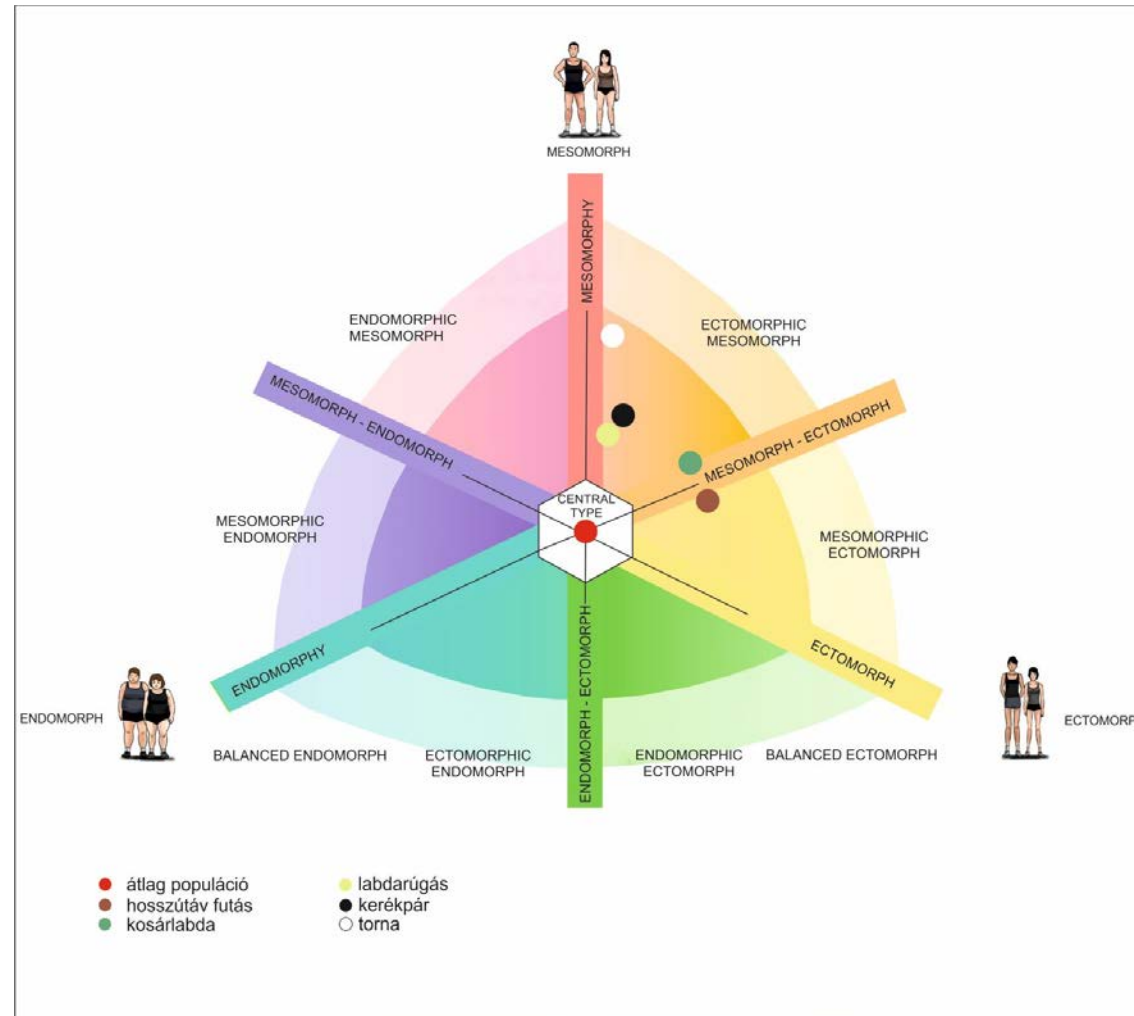 MESOMORPH
MESOMORPHY
ENDOMORPHIC
MESOMORPH
ECTOMORPHIC
MESOMORPH
MESOMORPH - ENDOMORPH
MESOMORPH - ECTOMORPH
CENTRAL
TYPE
MESOMORPHIC
ENDOMORPH
MESOMORPHIC
ECTOMORPH
ENDOMORPHY
ENDOMORPH - ECTOMORPH
ECTOMORPH
ENDOMORPH
ECTOMORP
BALANCED ENDOMORPH
ECTOMORPHIC
ENDOMORPH
ENDOMORPHIC
ECTOMORPH
BALANCED ECTOMORPH
átlag populáció
hosszútáv futás
kosárlabda
labdarúgás
kerékpár
torna